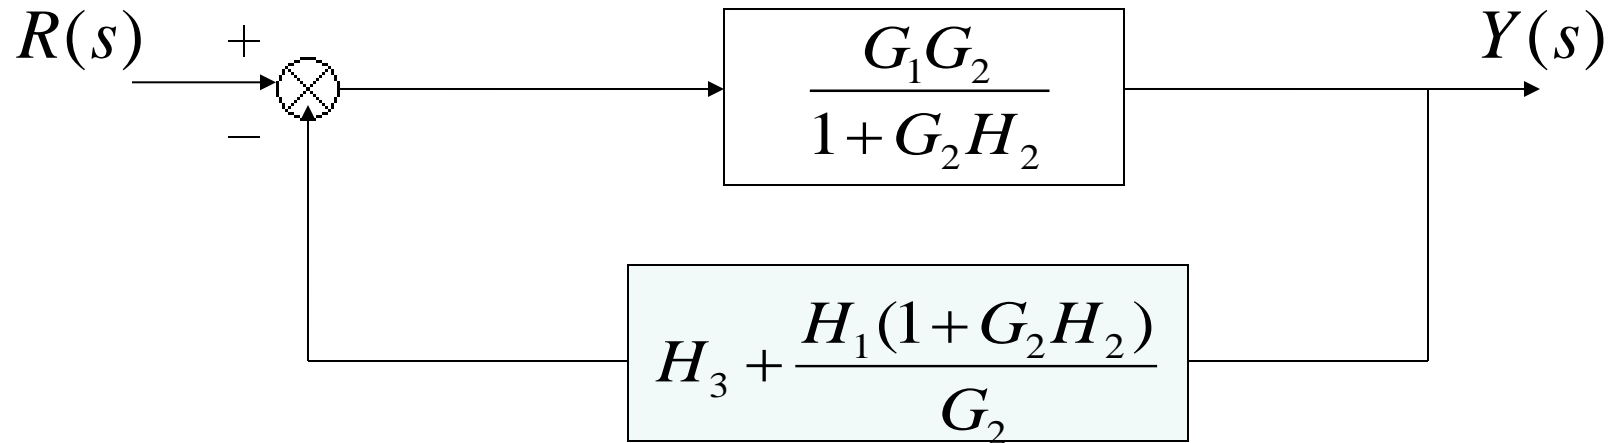 R(s) + Y(s)
−
G₁G₂
1+G₂H₂
H₃ + H₁(1+G₂H₂)
G₂